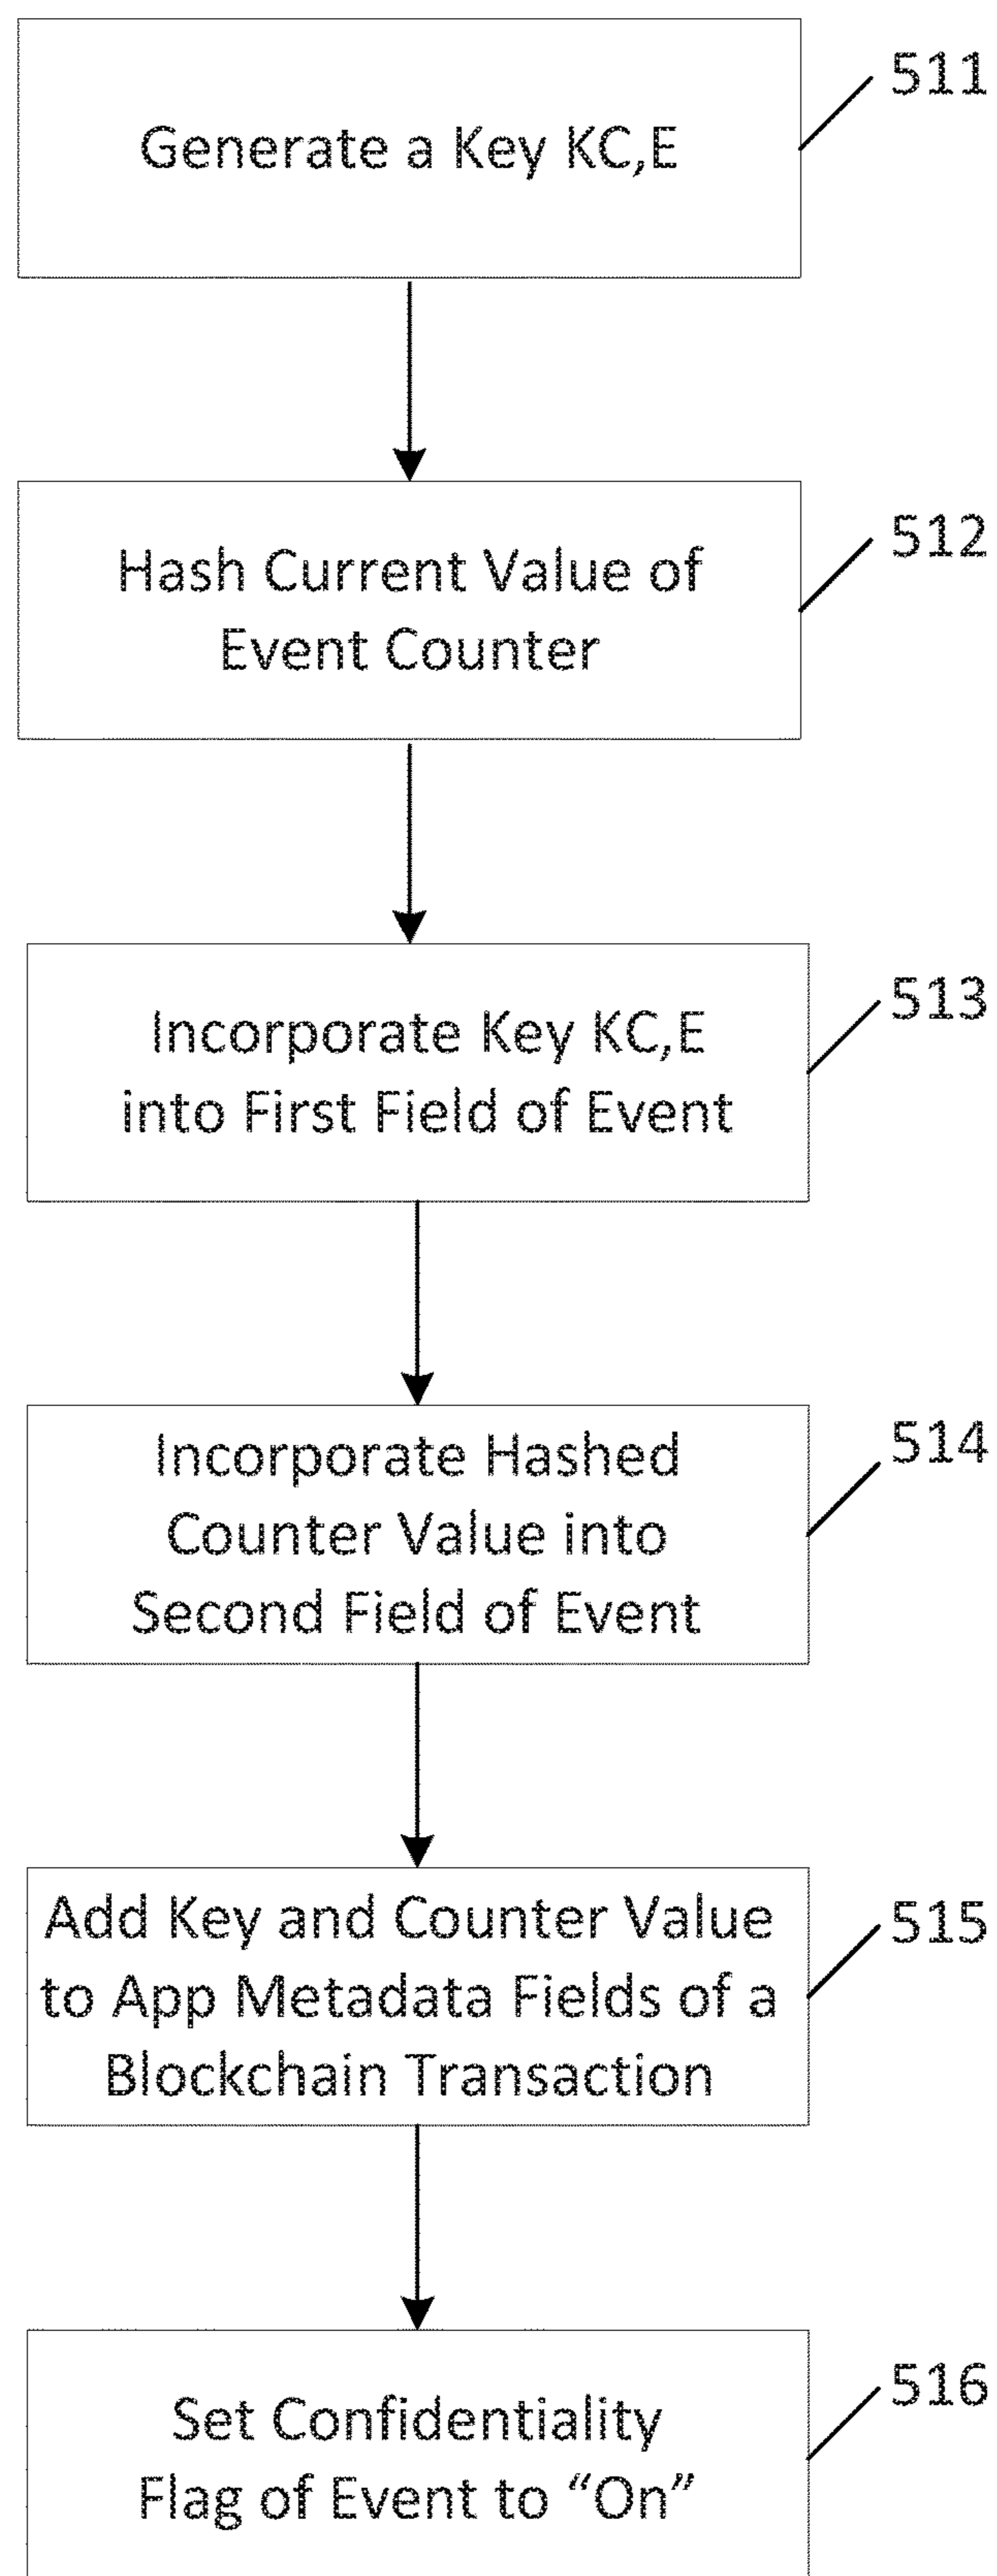 511
Generate a Key KC,E
512
Hash Current Value of
Event Counter
513
Incorporate Key KC,E
into First Field of Event
514
Incorporate Hashed
Counter Value into
Second Field of Event
515
Add Key and Counter Value
to App Metadata Fields of a
Blockchain Transaction
516
Set Confidentiality
Flag of Event to “On”